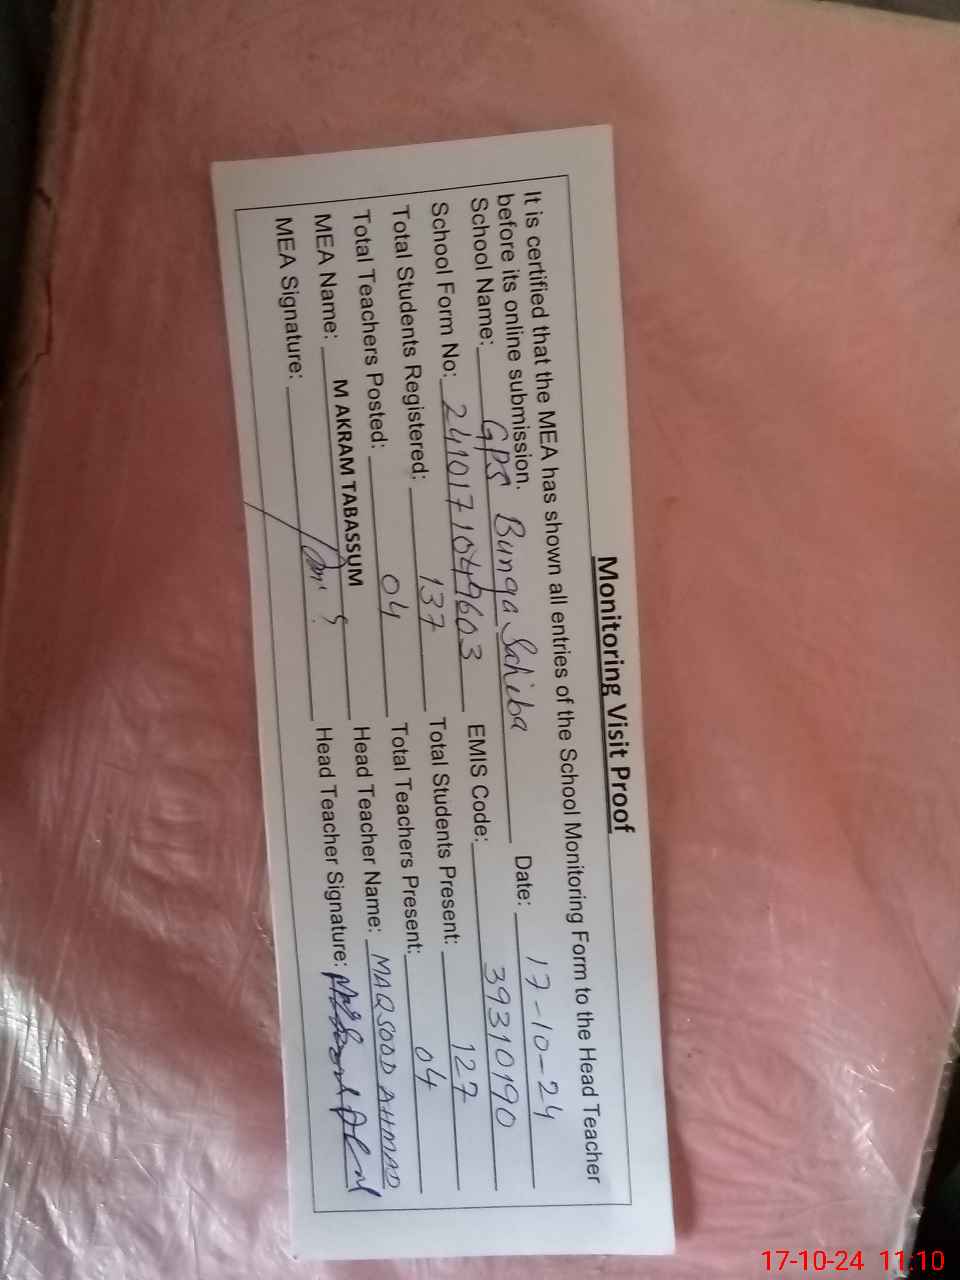 Monitoring Visit Proof
It is certified that the MEA has shown all entries of the School Monitoring Form to the Head Teacher
before its online submission.
School Name: GPS Bunga Sahiba Date: 17-10-24
School Form No: 2410171049603 EMIS Code: 39310190
Total Students Registered: 137 Total Students Present: 127
Total Teachers Posted: 04 Total Teachers Present: 04
MEA Name: M AKRAM TABASSUM Head Teacher Name: MAQSOOD AHMAD
MEA Signature: Head Teacher Signature:
17-10-24 11:10